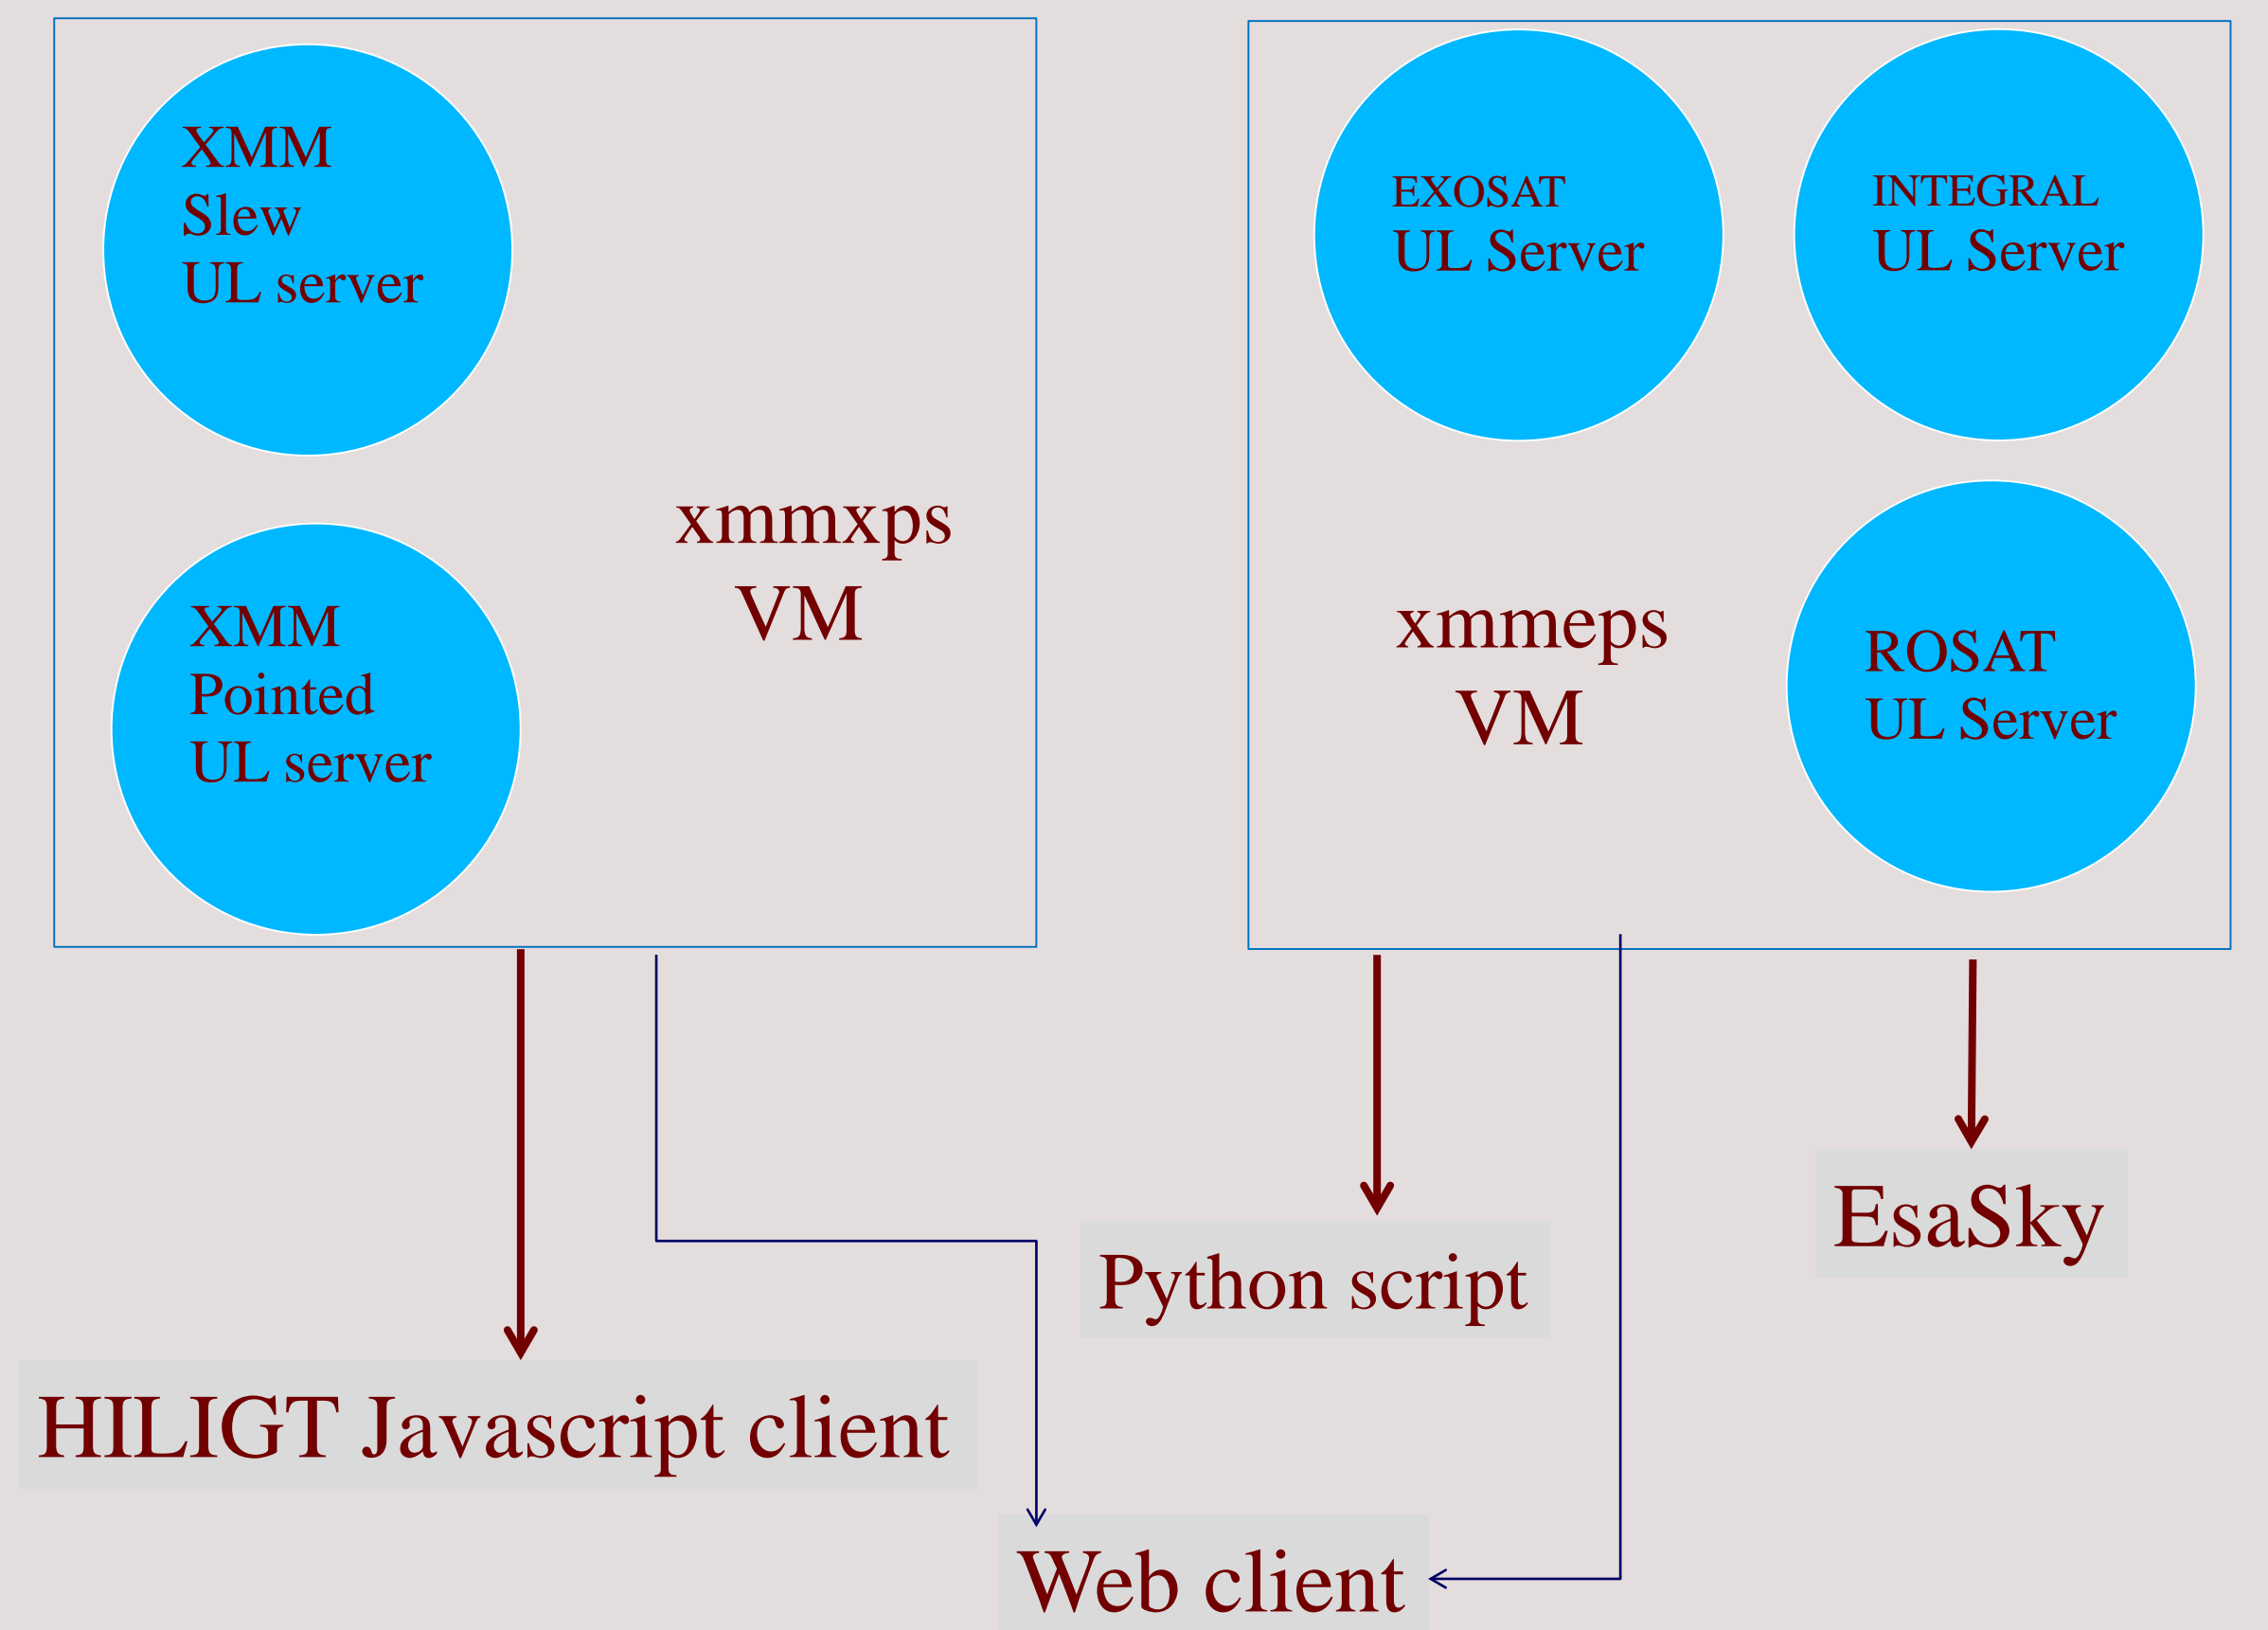 XMM
Slew
UL server
XMM
Pointed
UL server
xmmxps
VM
EXOSAT
UL Server
INTEGRAL
UL Server
xmmeps
VM
ROSAT
UL Server
EsaSky
Python script
HILIGT Javascript client
Web client